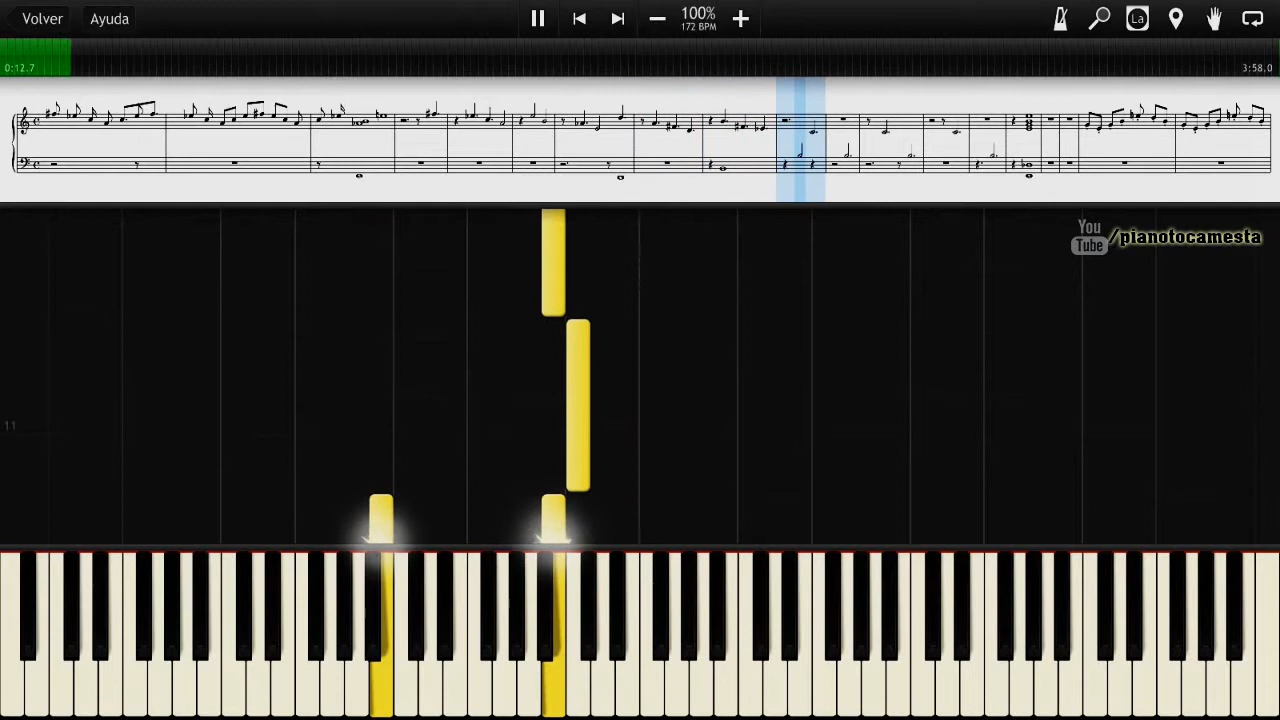 Volver Ayuda 100% La
172 BPM
0:12.7 3:58.0
You
Tube /pianotocamesta
11